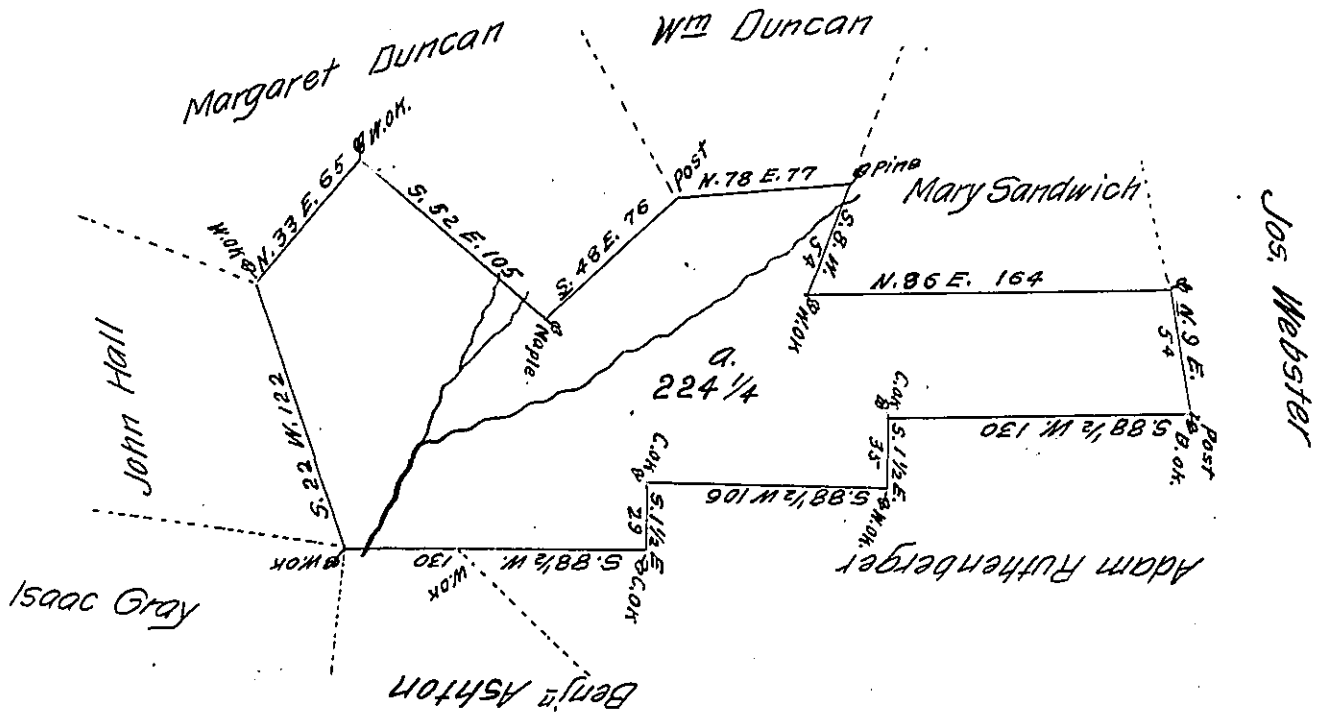 Margaret Duncan
Wm Duncan
Mary Sandwich
Jos. Webster
John Hall
Isaac Gray
Benj'n Ashton
Adam Ruthenberger
W.OK.
N. 33 E. 65
W.OK.
S. 52 E. 105
Maple.
S. 48 E. 76
Post
N. 78 E. 77
Pine
S. 8 W.
54
W.OK
N. 86 E. 164
N. 9 E.
54
Post
B.OK.
S. 88 1/2 W. 130
C.OK
S. 1 1/2 E.
35
W.OK.
S. 88 1/2 W 106
C.OK
S. 1 1/2 E
29
C.OK
S. 88 1/2 W.
130
W.OK
W.OK
S. 22 W. 122
a.
224 1/4